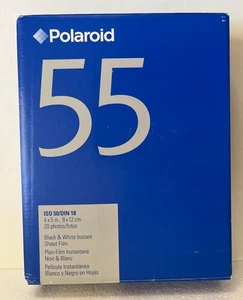 Polaroid
55
ISO 50/DIN 18
4 x 5 in., 9 x 12 cm
20 photos/fotos
Black & White Instant
Sheet Film
Plan-Film Instantané
Noir & Blanc
Película Instantánea
Blanco y Negro en Hojas